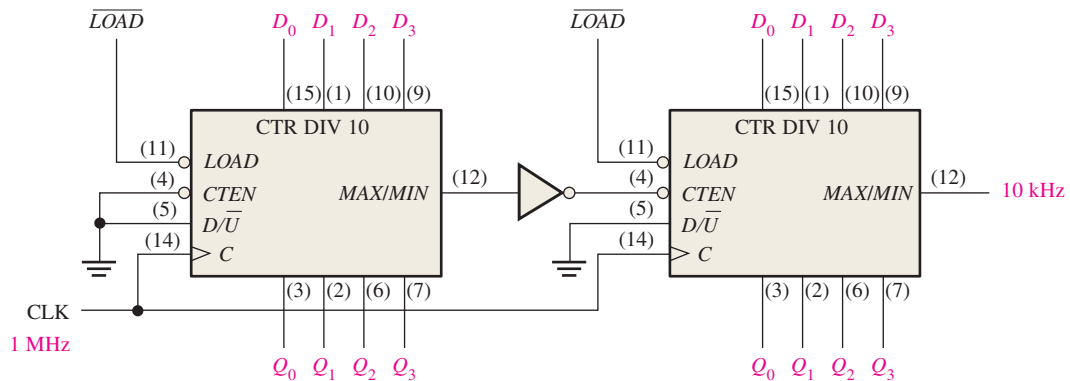 LOAD D0 D1 D2 D3 LOAD D0 D1 D2 D3
(15) (1) (10) (9) (15) (1) (10) (9)
CTR DIV 10 CTR DIV 10
(11) LOAD (11) LOAD
(4) CTEN MAX/MIN (12) (4) CTEN MAX/MIN (12) 10 kHz
(5) D/U̅ (5) D/U̅
(14) C (14) C
(3) (2) (6) (7) (3) (2) (6) (7)
CLK
1 MHz
Q0 Q1 Q2 Q3 Q0 Q1 Q2 Q3